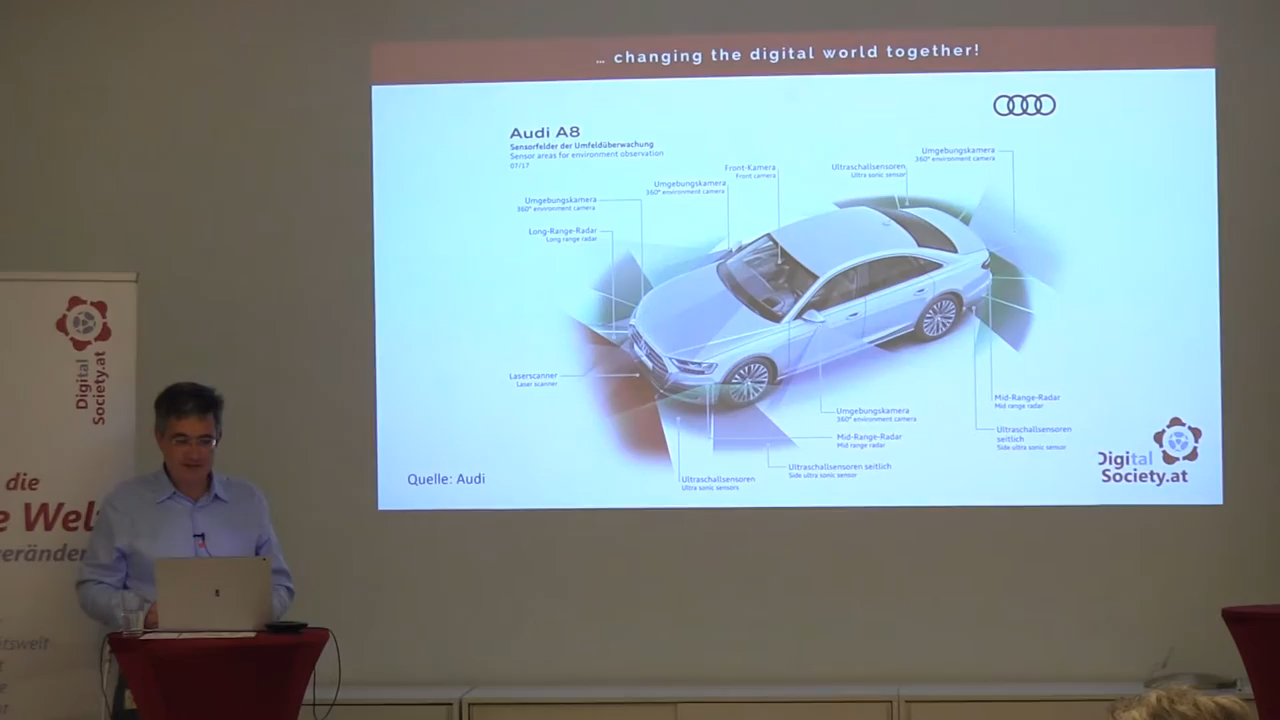 … changing the digital world together!
Audi A8
Sensorfelder der Umfeldüberwachung
Sensor areas for environment observation
07/17
Umgebungskamera
360° environment camera
Ultraschallsensoren
Ultra sonic sensor
Front-Kamera
Front camera
Umgebungskamera
360° environment camera
Umgebungskamera
360° environment camera
Long-Range-Radar
Long range radar
Laserscanner
Laser scanner
Mid-Range-Radar
Mid range radar
Umgebungskamera
360° environment camera
Ultraschallsensoren
seitlich
Side ultra sonic sensor
Mid-Range-Radar
Mid range radar
Ultraschallsensoren seitlich
Side ultra sonic sensor
Ultraschallsensoren
Ultra sonic sensors
Quelle: Audi
Digital
Society.at
Digital
Society.at
die
e Wel
veränder